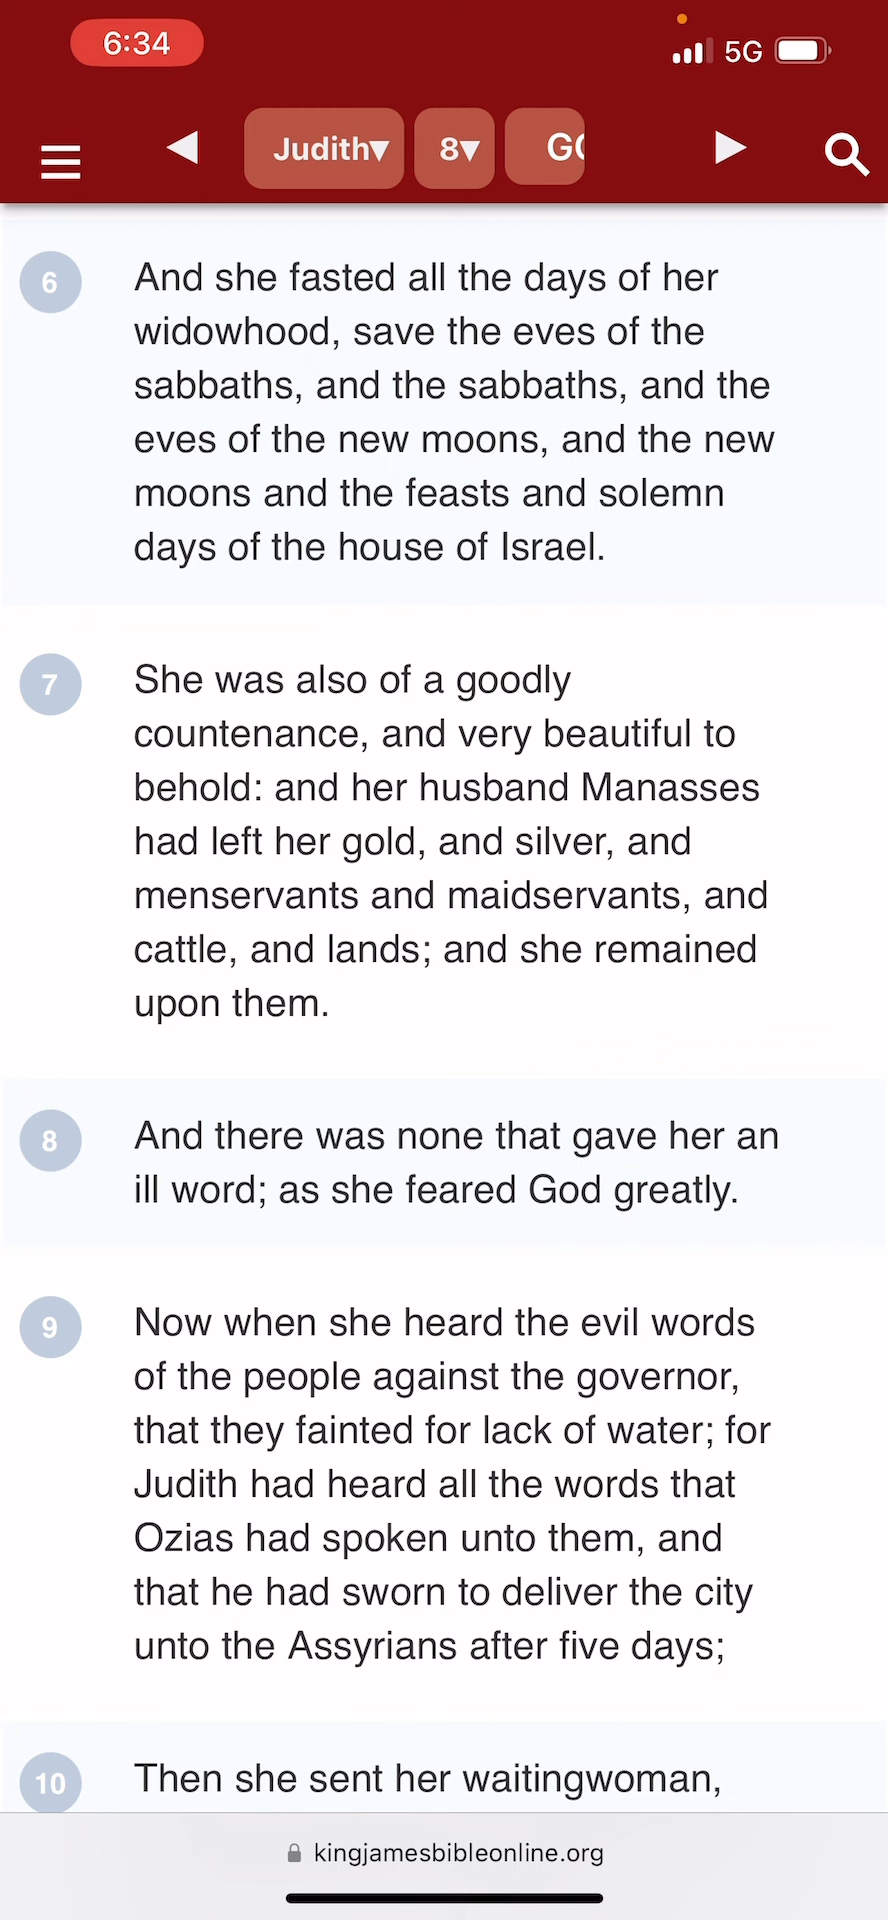 6:34
5G
Judith▾ 8▾ GO
6 And she fasted all the days of her
widowhood, save the eves of the
sabbaths, and the sabbaths, and the
eves of the new moons, and the new
moons and the feasts and solemn
days of the house of Israel.
7 She was also of a goodly
countenance, and very beautiful to
behold: and her husband Manasses
had left her gold, and silver, and
menservants and maidservants, and
cattle, and lands; and she remained
upon them.
8 And there was none that gave her an
ill word; as she feared God greatly.
9 Now when she heard the evil words
of the people against the governor,
that they fainted for lack of water; for
Judith had heard all the words that
Ozias had spoken unto them, and
that he had sworn to deliver the city
unto the Assyrians after five days;
10 Then she sent her waitingwoman,
kingjamesbibleonline.org